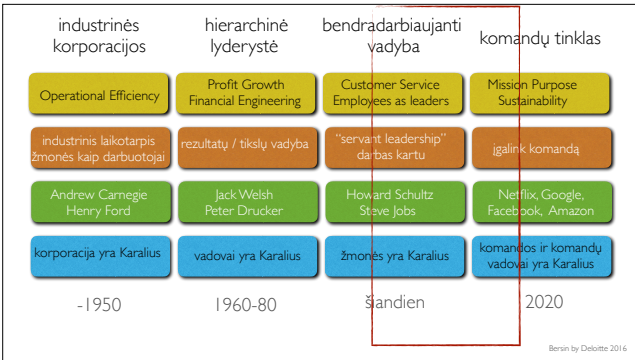 industrinės
korporacijos
hierarchinė
lyderystė
bendradarbiaujanti
vadyba
komandų tinklas
Operational Efficiency
Profit Growth
Financial Engineering
Customer Service
Employees as leaders
Mission Purpose
Sustainability
industrinis laikotarpis
žmonės kaip darbuotojai
rezultatų / tikslų vadyba
“servant leadership”
darbas kartu
įgalink komandą
Andrew Carnegie
Henry Ford
Jack Welsh
Peter Drucker
Howard Schultz
Steve Jobs
Netflix, Google,
Facebook, Amazon
korporacija yra Karalius
vadovai yra Karalius
žmonės yra Karalius
komandos ir komandų
vadovai yra Karalius
-1950
1960-80
šiandien
2020
Bersin by Deloitte 2016